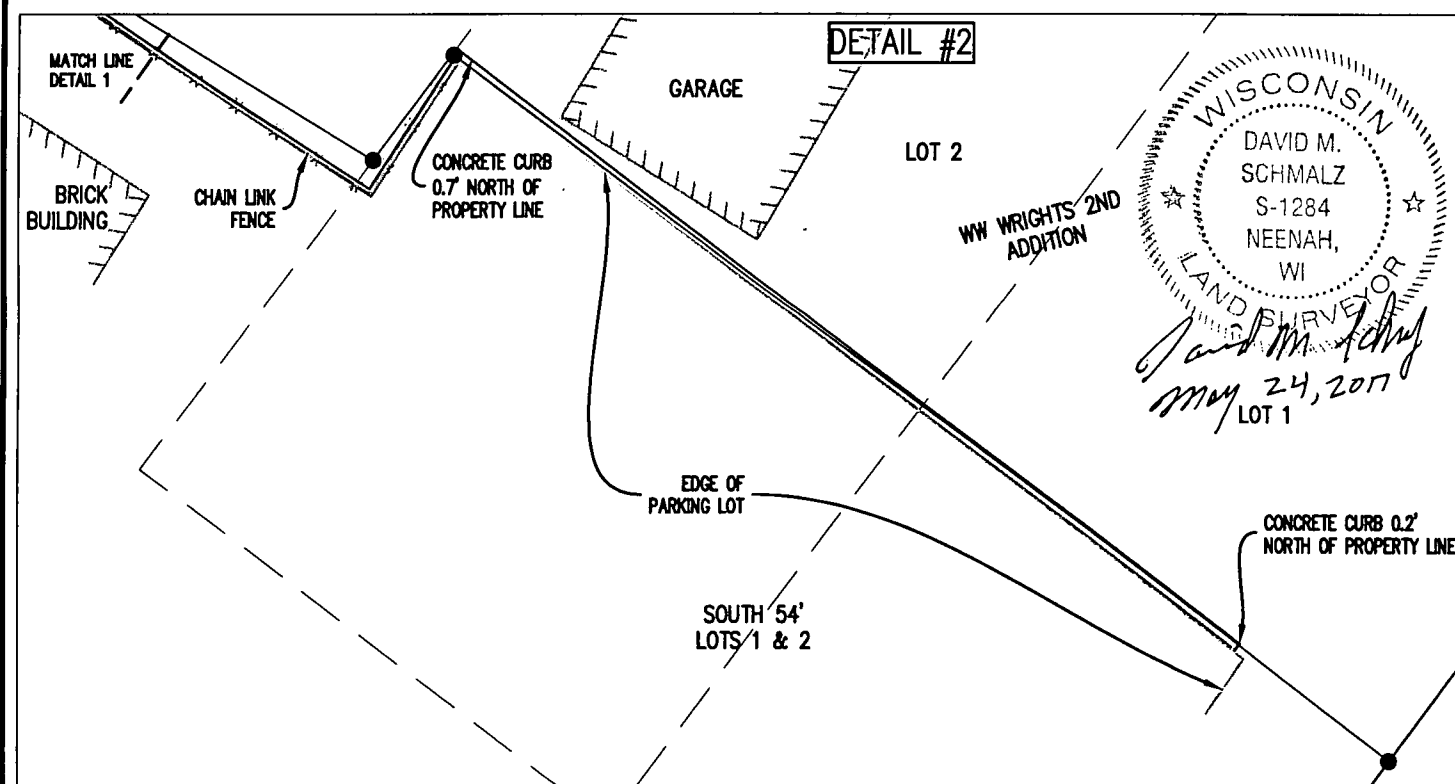 DETAIL #2
MATCH LINE
DETAIL 1
GARAGE
CONCRETE CURB
0.7' NORTH OF
PROPERTY LINE
BRICK
BUILDING
CHAIN LINK
FENCE
LOT 2
WW WRIGHTS 2ND
ADDITION
WISCONSIN
DAVID M.
SCHMALZ
S-1284
NEENAH,
WI
LAND SURVEYOR
David M. Schmalz
May 24, 2017
LOT 1
EDGE OF
PARKING LOT
CONCRETE CURB 0.2'
NORTH OF PROPERTY LINE
SOUTH 54'
LOTS 1 & 2